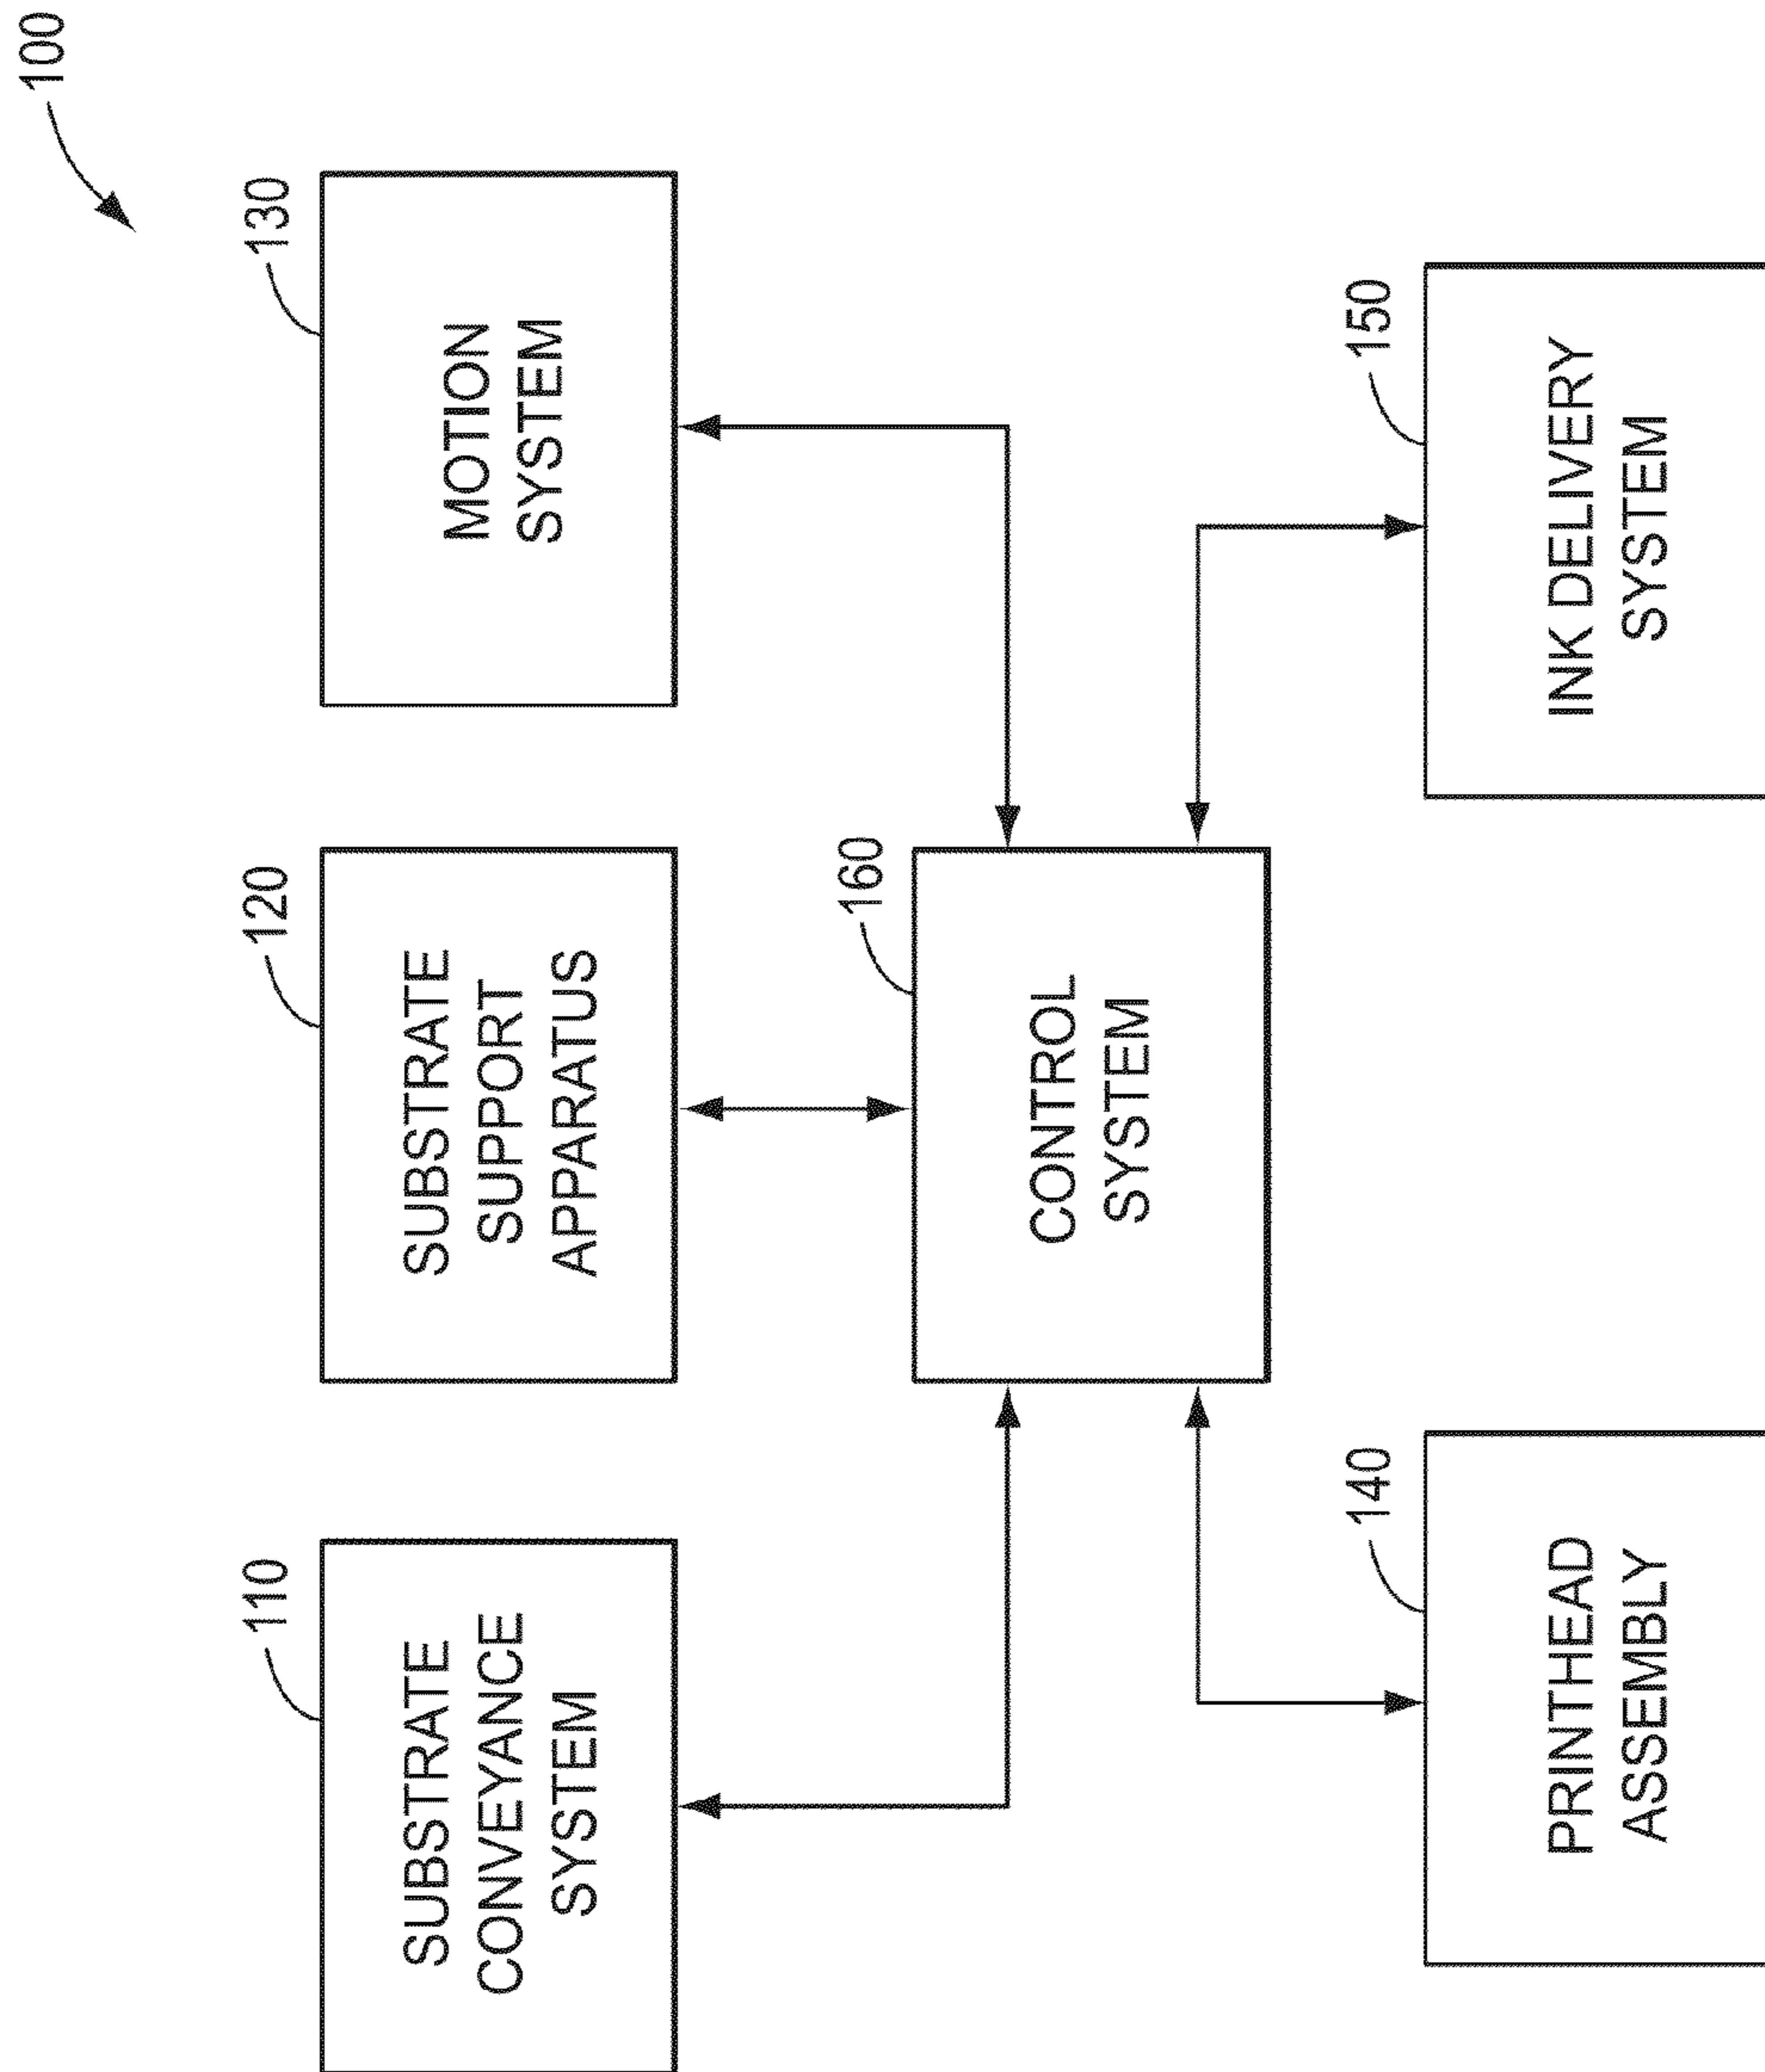 100
110
SUBSTRATE
CONVEYANCE
SYSTEM
120
SUBSTRATE
SUPPORT
APPARATUS
130
MOTION
SYSTEM
160
CONTROL
SYSTEM
140
PRINTHEAD
ASSEMBLY
150
INK DELIVERY
SYSTEM